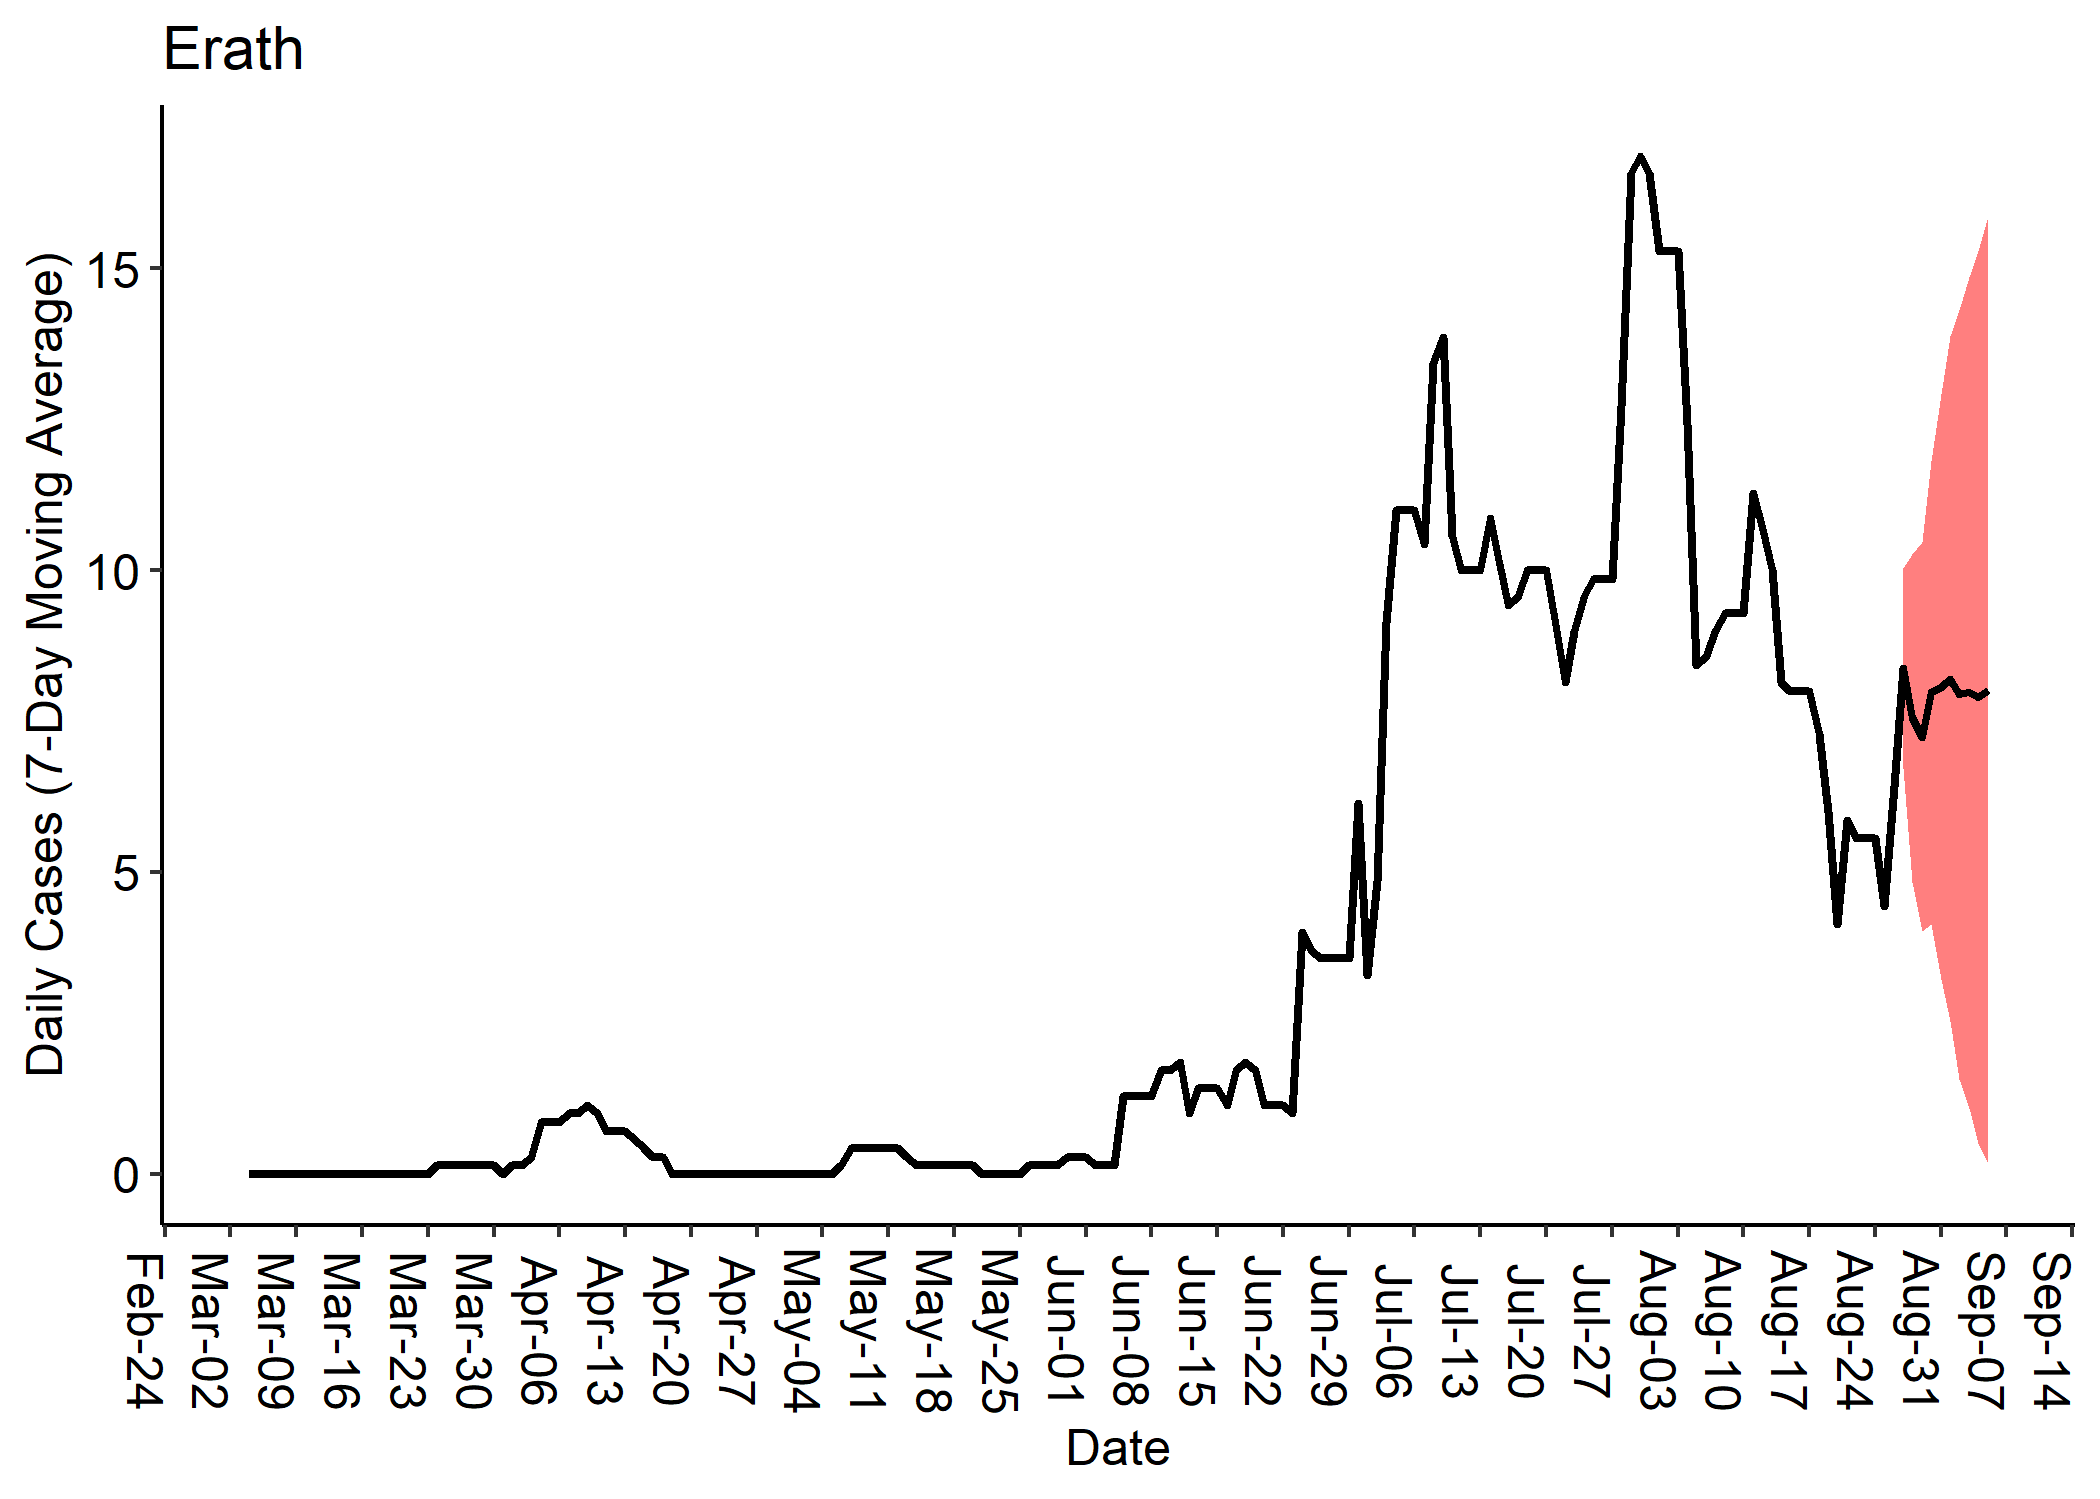 Erath
Daily Cases (7-Day Moving Average)
15
10
5
0
Feb-24
Mar-02
Mar-09
Mar-16
Mar-23
Mar-30
Apr-06
Apr-13
Apr-20
Apr-27
May-04
May-11
May-18
May-25
Jun-01
Jun-08
Jun-15
Jun-22
Jun-29
Jul-06
Jul-13
Jul-20
Jul-27
Aug-03
Aug-10
Aug-17
Aug-24
Aug-31
Sep-07
Sep-14
Date